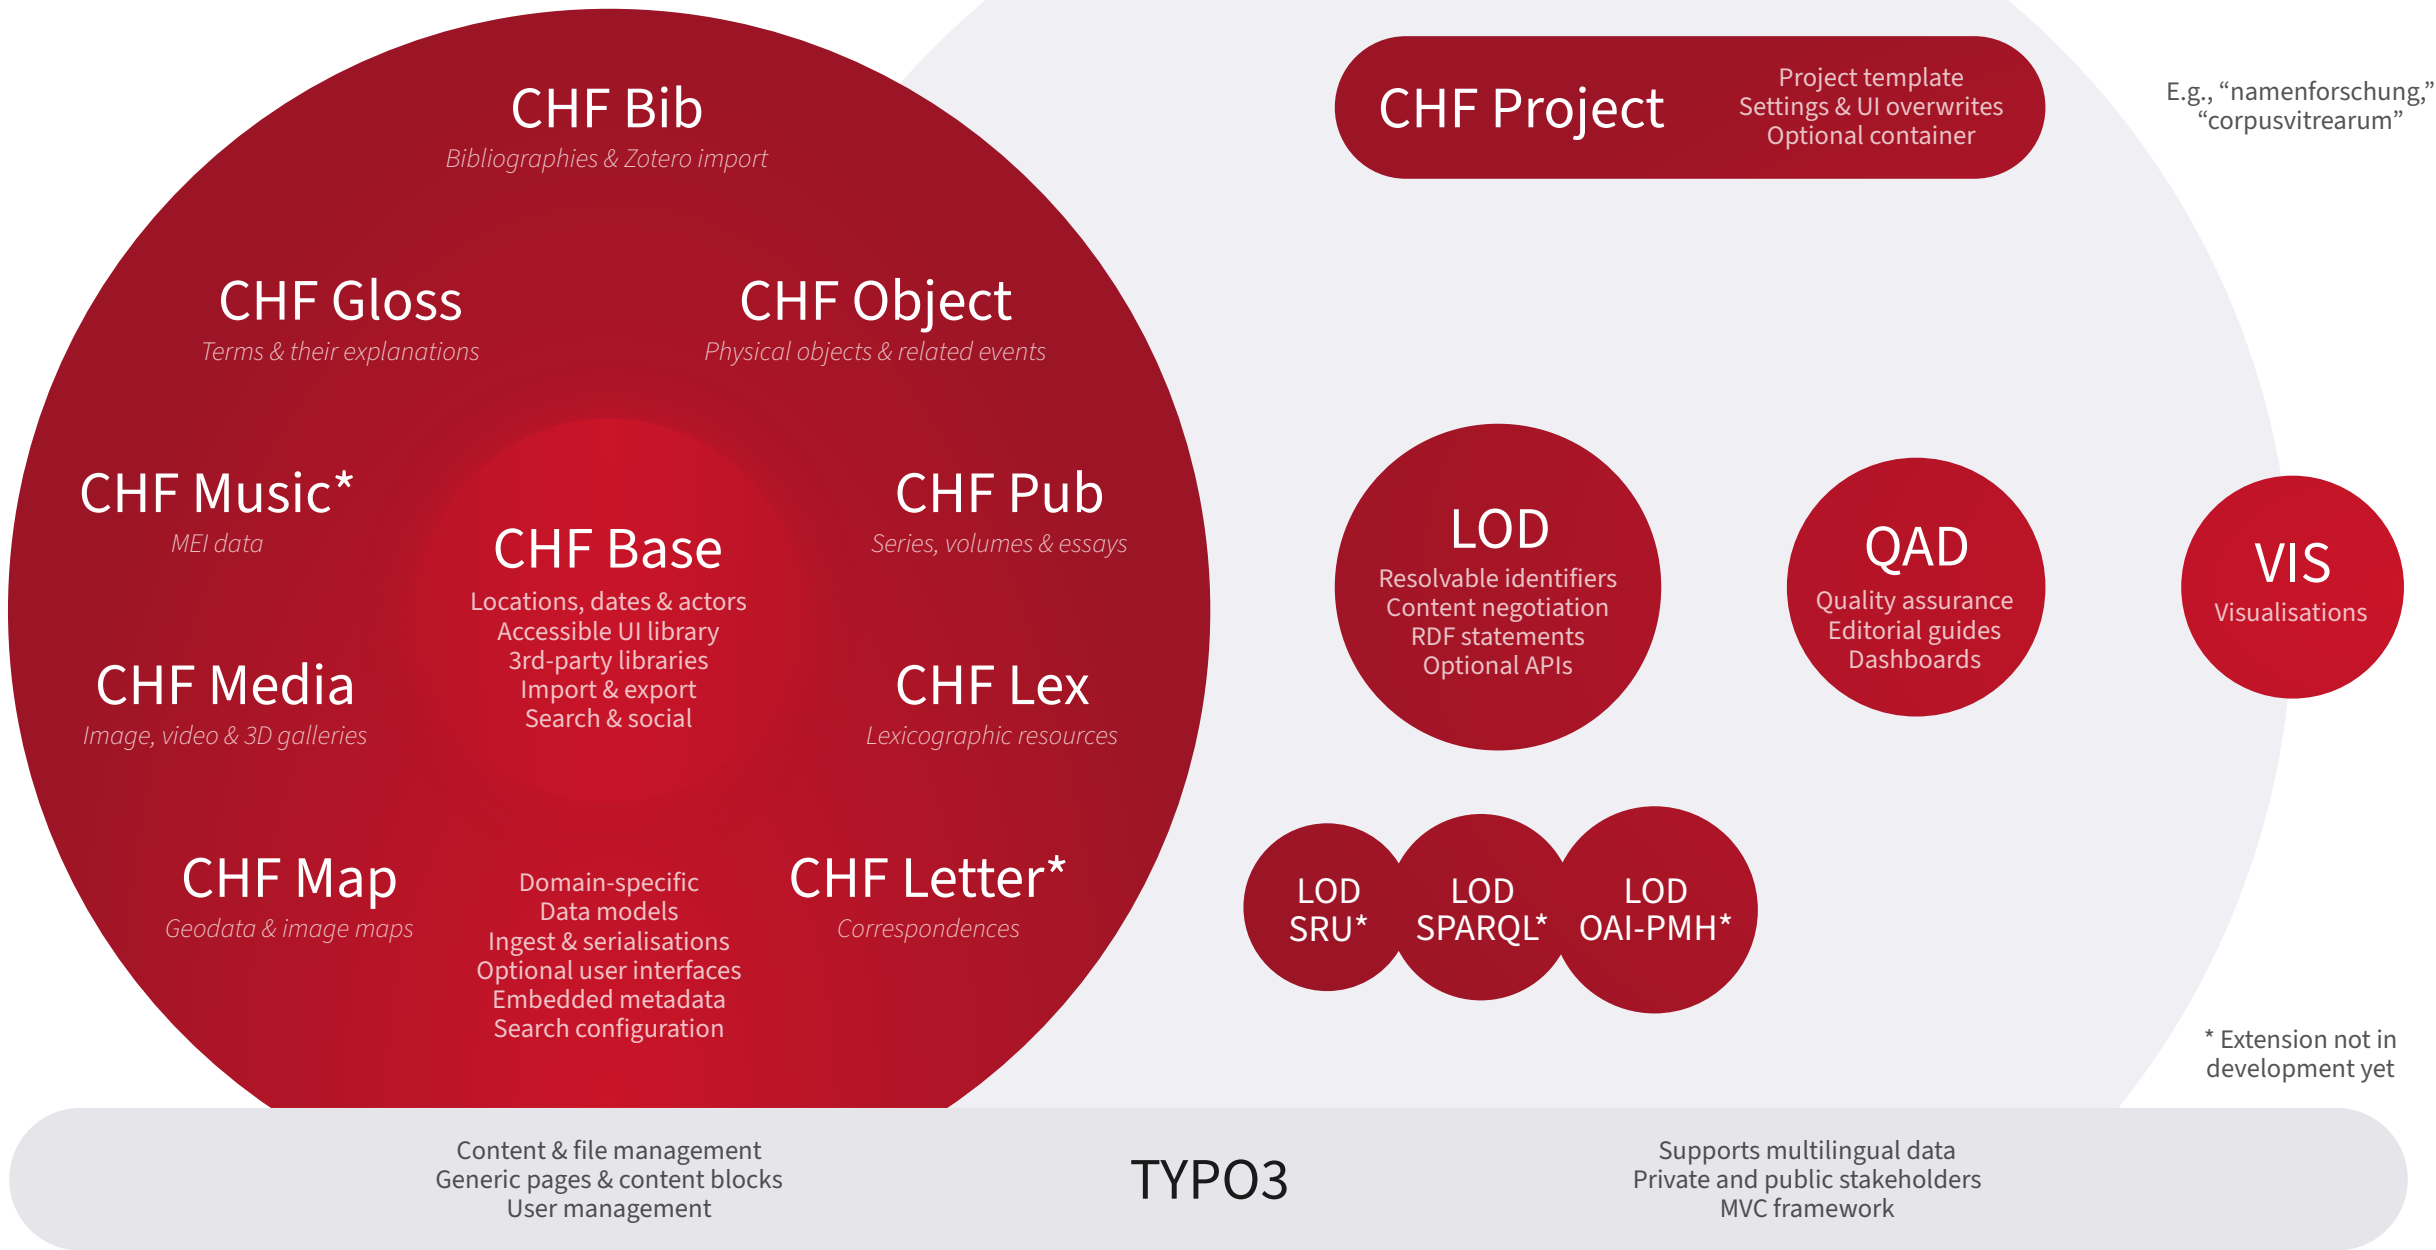 CHF Bib
Bibliographies & Zotero import
CHF Gloss
Terms & their explanations
CHF Object
Physical objects & related events
CHF Music*
MEI data
CHF Pub
Series, volumes & essays
CHF Base
Locations, dates & actors
Accessible UI library
3rd-party libraries
Import & export
Search & social
CHF Media
Image, video & 3D galleries
CHF Lex
Lexicographic resources
CHF Map
Geodata & image maps
Domain-specific
Data models
Ingest & serialisations
Optional user interfaces
Embedded metadata
Search configuration
CHF Letter*
Correspondences
CHF Project
Project template
Settings & UI overwrites
Optional container
E.g., “namenforschung,”
“corpusvitrearum”
LOD
Resolvable identifiers
Content negotiation
RDF statements
Optional APIs
QAD
Quality assurance
Editorial guides
Dashboards
VIS
Visualisations
LOD
SRU*
LOD
SPARQL*
LOD
OAI-PMH*
* Extension not in
development yet
Content & file management
Generic pages & content blocks
User management
TYPO3
Supports multilingual data
Private and public stakeholders
MVC framework